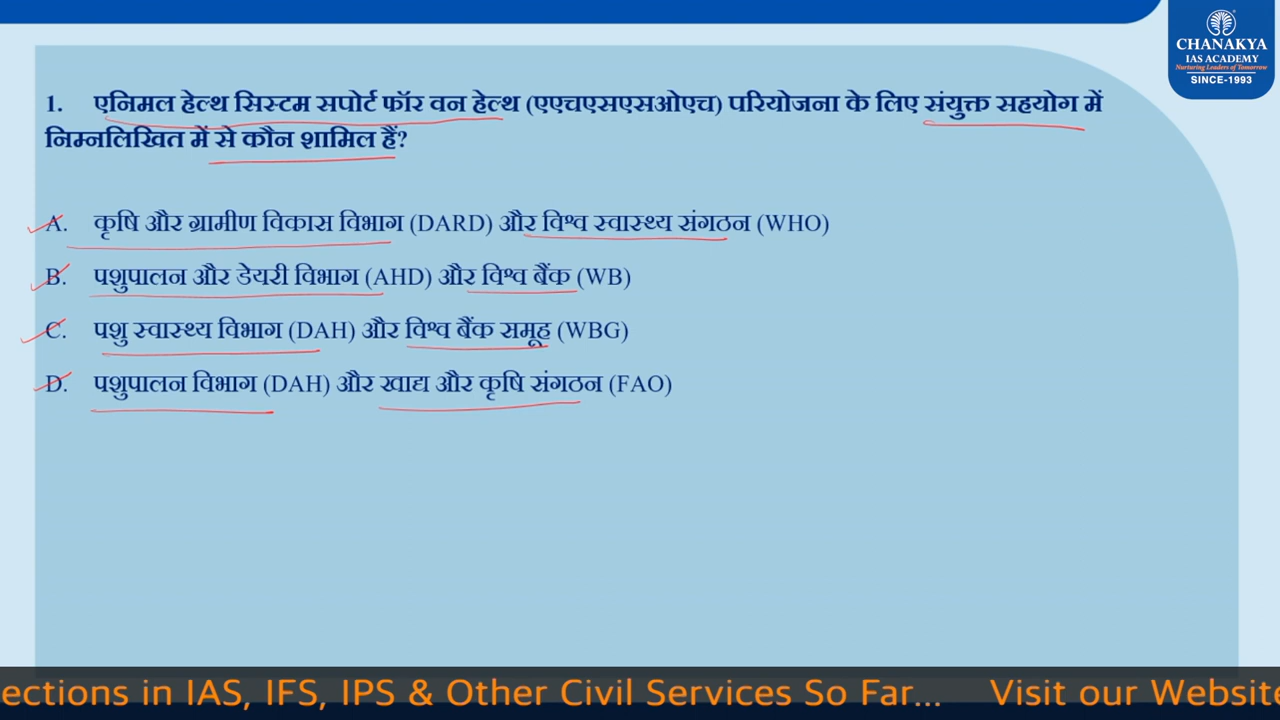 CHANAKYA
IAS ACADEMY
Nurturing Leaders of Tomorrow
SINCE-1993
1. एनिमल हेल्थ सिस्टम सपोर्ट फॉर वन हेल्थ (एएचएसएसओएच) परियोजना के लिए संयुक्त सहयोग में
निम्नलिखित में से कौन शामिल हैं?
A. कृषि और ग्रामीण विकास विभाग (DARD) और विश्व स्वास्थ्य संगठन (WHO)
B. पशुपालन और डेयरी विभाग (AHD) और विश्व बैंक (WB)
C. पशु स्वास्थ्य विभाग (DAH) और विश्व बैंक समूह (WBG)
D. पशुपालन विभाग (DAH) और खाद्य और कृषि संगठन (FAO)
ections in IAS, IFS, IPS & Other Civil Services So Far... Visit our Website